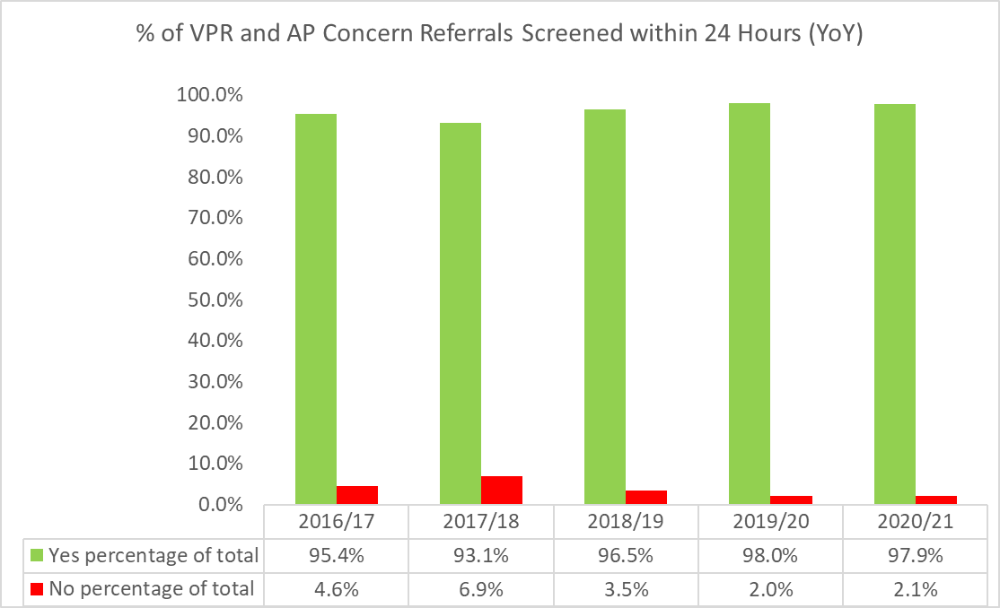 % of VPR and AP Concern Referrals Screened within 24 Hours (YoY)
100.0%
90.0%
80.0%
70.0%
60.0%
50.0%
40.0%
30.0%
20.0%
10.0%
0.0%
2016/17 2017/18 2018/19 2019/20 2020/21
Yes percentage of total 95.4% 93.1% 96.5% 98.0% 97.9%
No percentage of total 4.6% 6.9% 3.5% 2.0% 2.1%